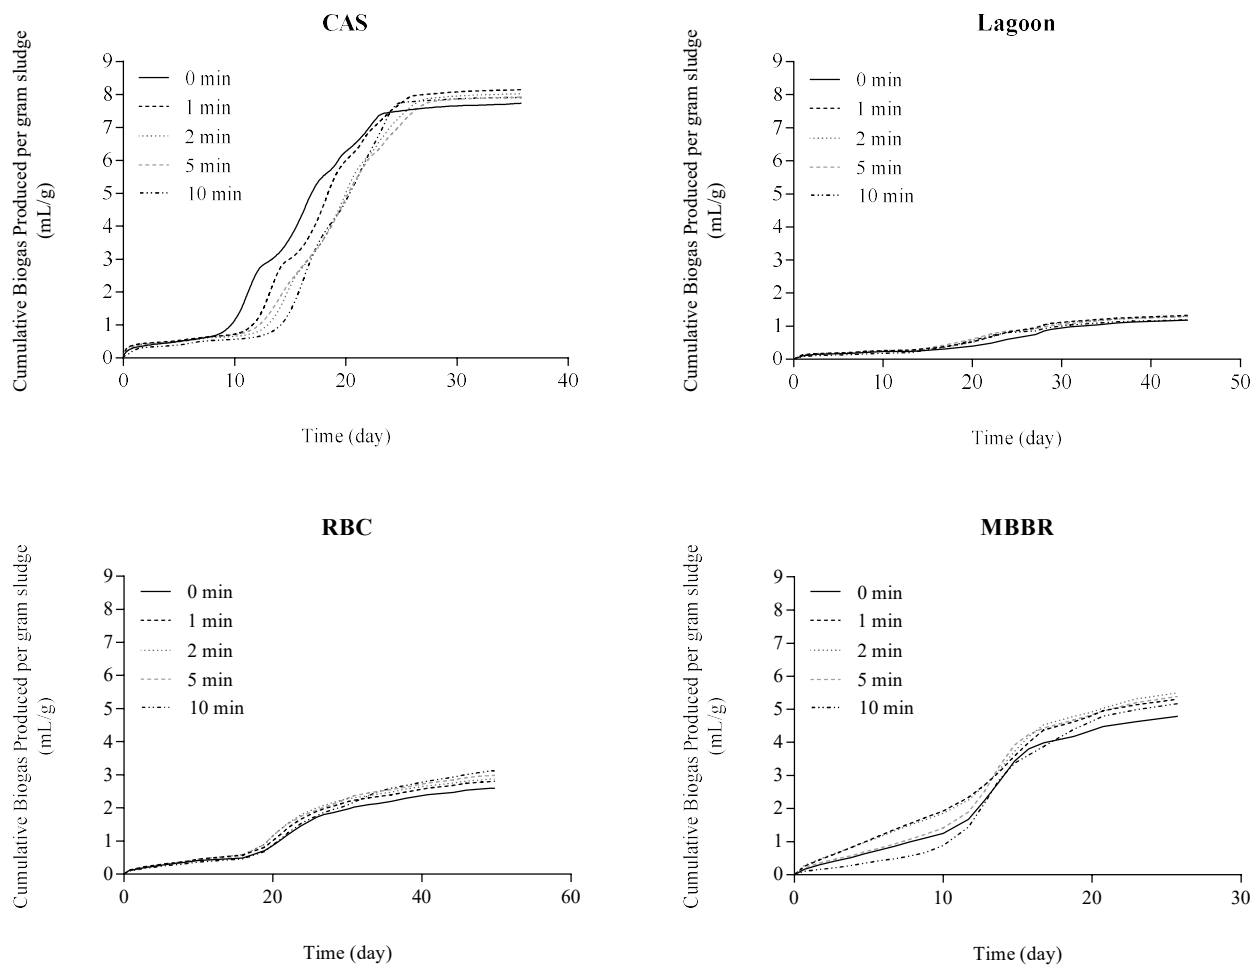 CAS
Cumulative Biogas Produced per gram sludge
(mL/g)
9
8
7
6
5
4
3
2
1
0
0 min
1 min
2 min
5 min
10 min
0
10
20
30
40
Time (day)
Lagoon
Cumulative Biogas Produced per gram sludge
(mL/g)
9
8
7
6
5
4
3
2
1
0
0 min
1 min
2 min
5 min
10 min
0
10
20
30
40
50
Time (day)
RBC
Cumulative Biogas Produced per gram sludge
(mL/g)
9
8
7
6
5
4
3
2
1
0
0 min
1 min
2 min
5 min
10 min
0
20
40
60
Time (day)
MBBR
Cumulative Biogas Produced per gram sludge
(mL/g)
9
8
7
6
5
4
3
2
1
0
0 min
1 min
2 min
5 min
10 min
0
10
20
30
Time (day)